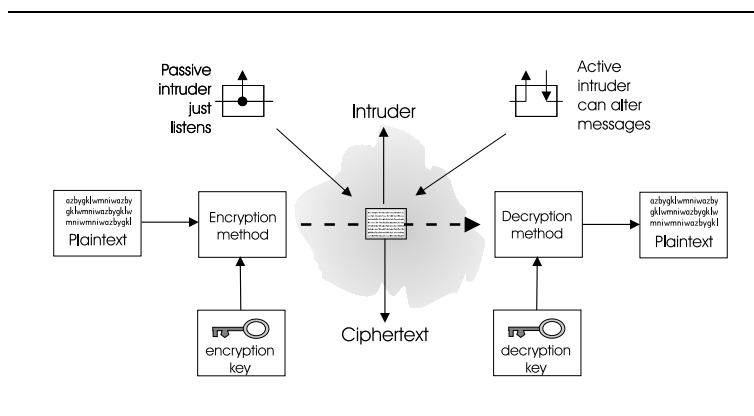 Passive
intruder
just
listens
Intruder
Active
intruder
can alter
messages
azbygklwmniwazby
gklwmniwazbygklw
mniwmniwazbygkl
Plaintext
Encryption
method
Decryption
method
azbygklwmniwazby
gklwmniwazbygklw
mniwmniwazbygkl
Plaintext
encryption
key
Ciphertext
decryption
key